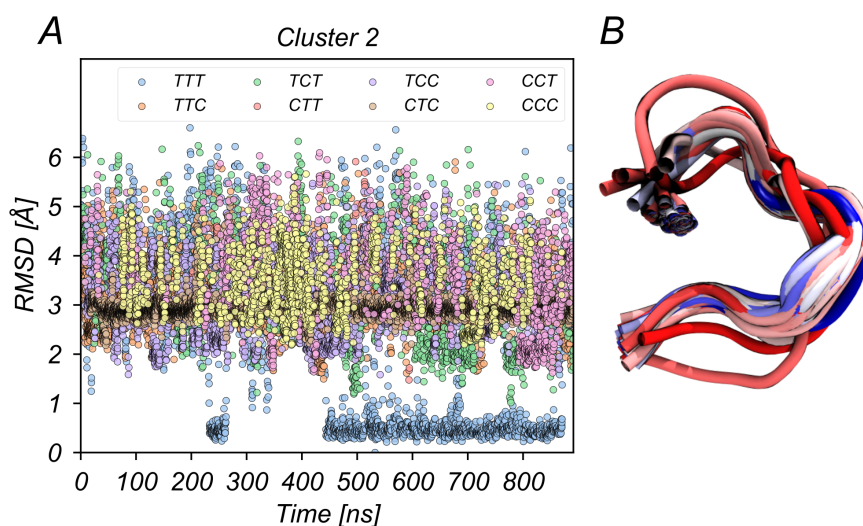 A
Cluster 2
B
TTT TCT TCC CCT
TTC CTT CTC CCC
RMSD [Å]
6
5
4
3
2
1
0
0 100 200 300 400 500 600 700 800
Time [ns]